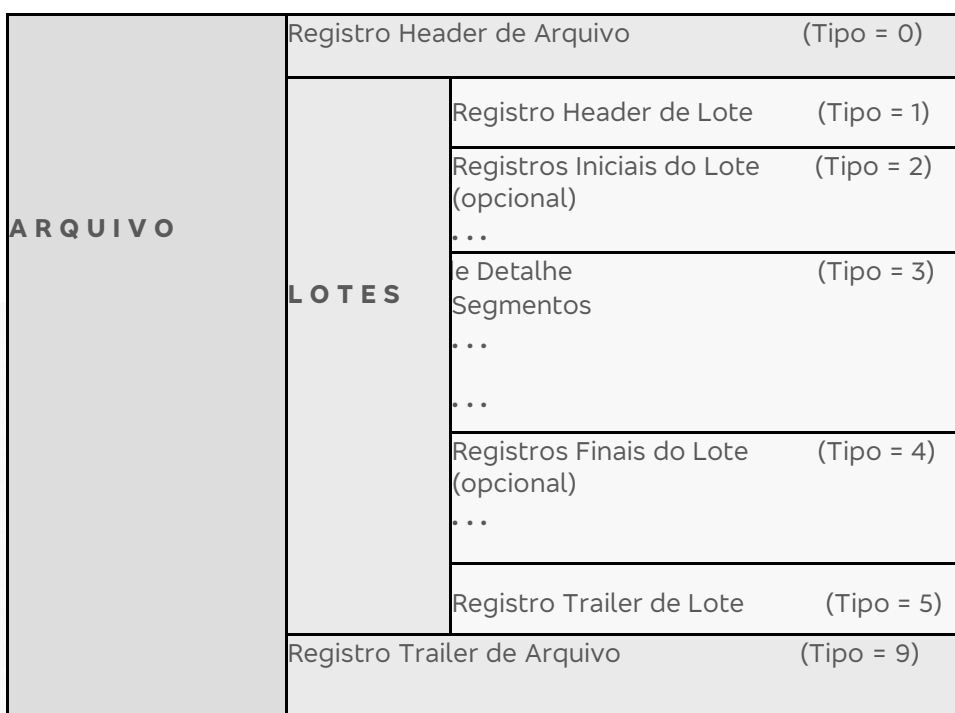 Registro Header de Arquivo (Tipo = 0)
Registro Header de Lote (Tipo = 1)
Registros Iniciais do Lote (Tipo = 2)
(opcional)
. . .
A R Q U I V O
e Detalhe (Tipo = 3)
L O T E S
Segmentos
. . .
. . .
Registros Finais do Lote (Tipo = 4)
(opcional)
. . .
Registro Trailer de Lote (Tipo = 5)
Registro Trailer de Arquivo (Tipo = 9)